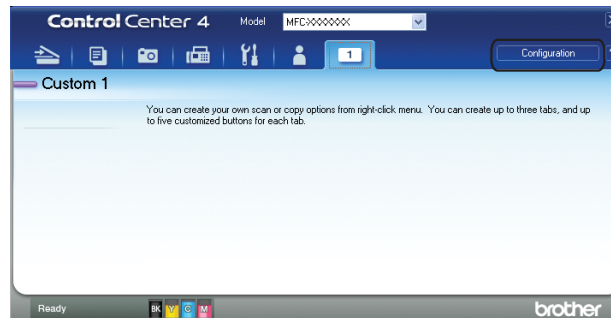 Control Center 4 Model MFC-XXXXXX
1 Configuration
Custom 1
You can create your own scan or copy options from right-click menu. You can create up to three tabs, and up
to five customized buttons for each tab.
Ready BK Y C M brother